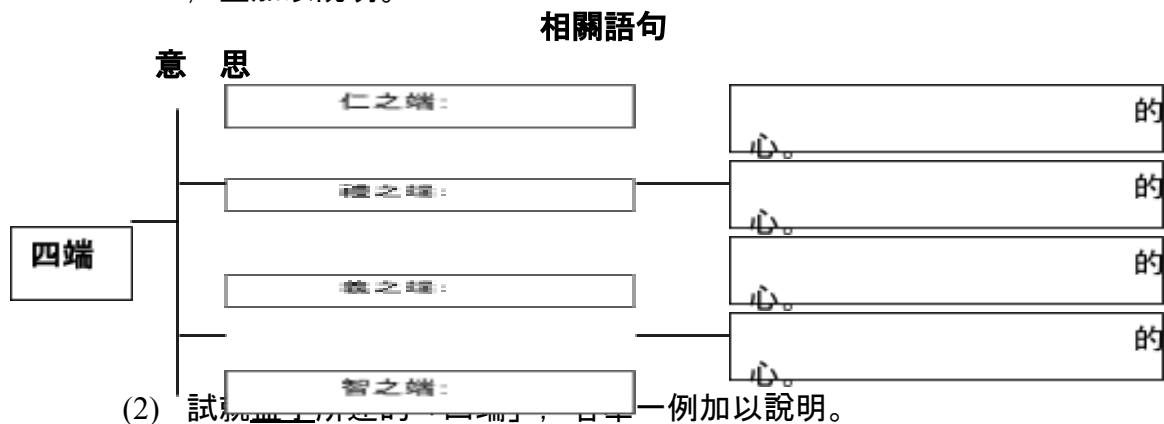 相關語句
意 思
仁之端:
的
心。
禮之端:
的
心。
四端
義之端:
的
心。
的
心。
智之端:
(2) 試就 一例加以說明。